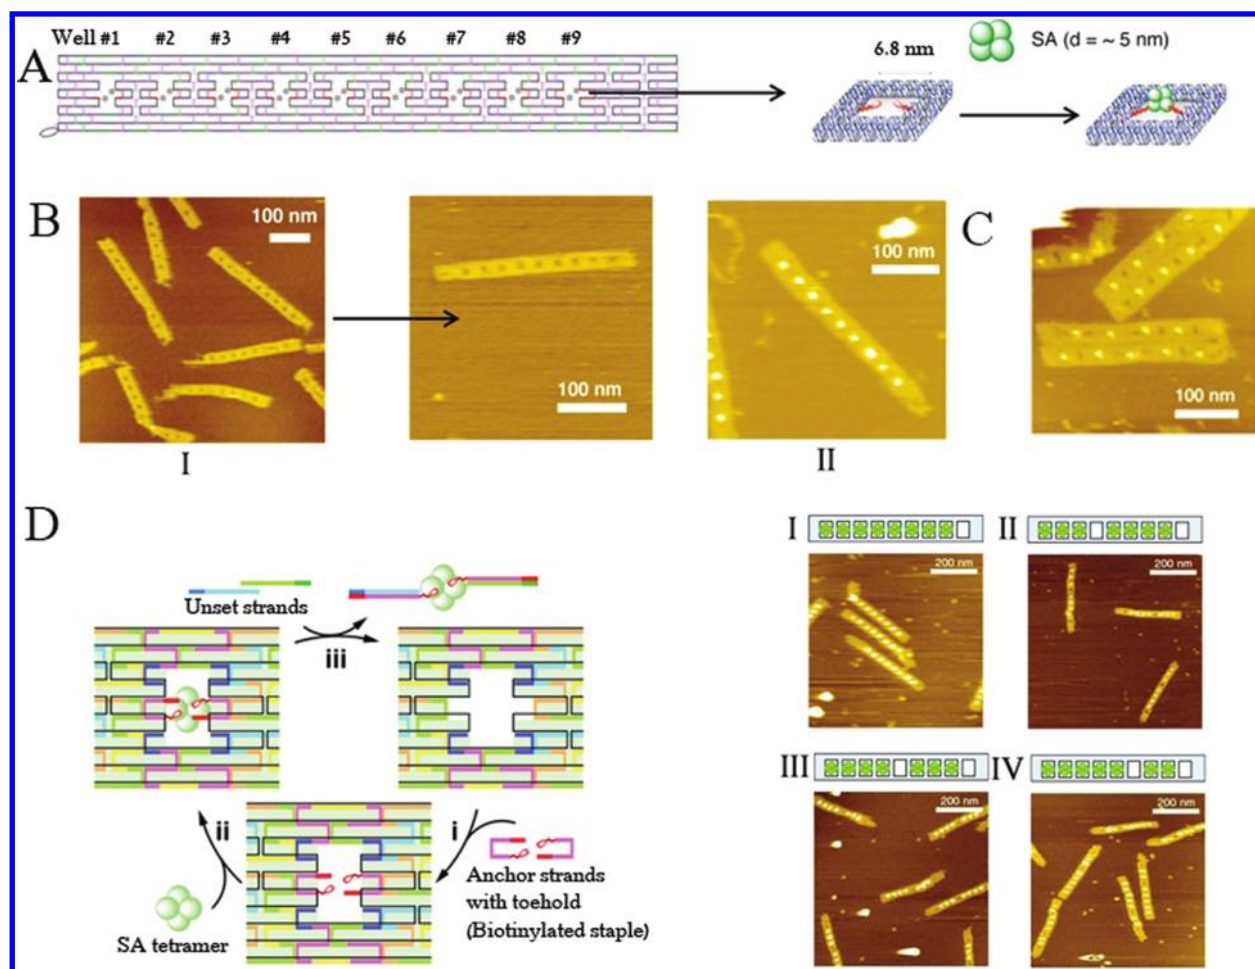 Well #1 #2 #3 #4 #5 #6 #7 #8 #9
A
6.8 nm
SA (d = ~ 5 nm)
B
100 nm
100 nm
I
100 nm
II
C
100 nm
D
Unset strands
iii
ii
i
SA tetramer
Anchor strands
with toehold
(Biotinylated staple)
I
200 nm
II
200 nm
III
200 nm
IV
200 nm